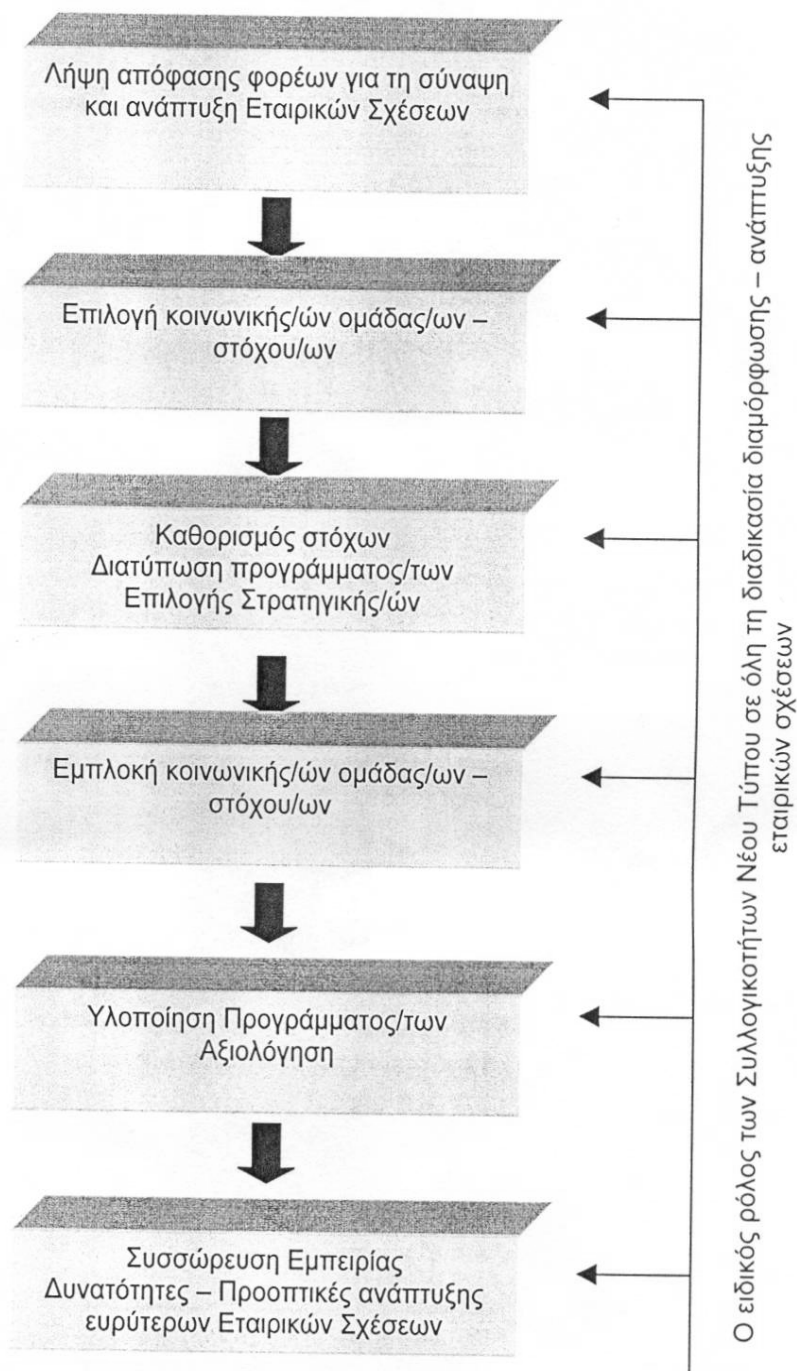 Λήψη απόφασης φορέων για τη σύναψη
και ανάπτυξη Εταιρικών Σχέσεων
Επιλογή κοινωνικής/ών ομάδας/ων –
στόχου/ων
Καθορισμός στόχων
Διατύπωση προγράμματος/των
Επιλογής Στρατηγικής/ών
Εμπλοκή κοινωνικής/ών ομάδας/ων –
στόχου/ων
Υλοποίηση Προγράμματος/των
Αξιολόγηση
Συσσώρευση Εμπειρίας
Δυνατότητες – Προοπτικές ανάπτυξης
ευρύτερων Εταιρικών Σχέσεων
Ο ειδικός ρόλος των Συλλογικοτήτων Νέου Τύπου σε όλη τη διαδικασία διαμόρφωσης – ανάπτυξης
εταιρικών σχέσεων